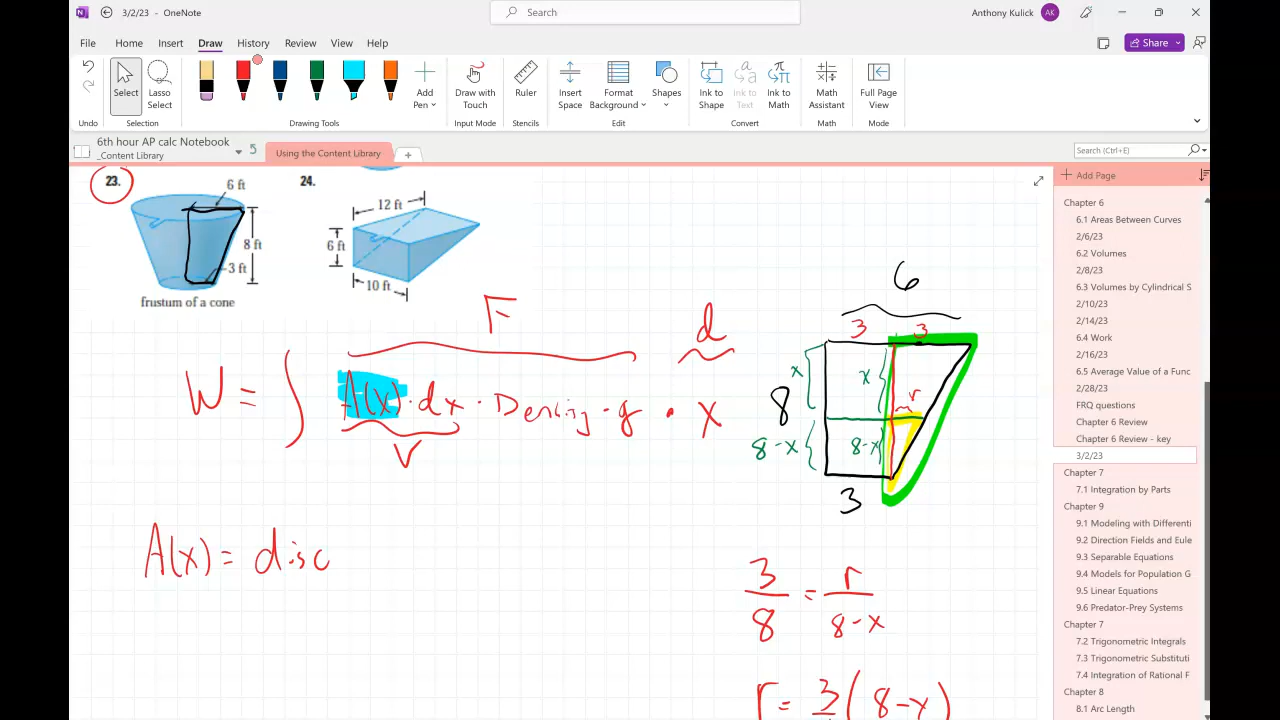 3/2/23 - OneNote
Search
Anthony Kulick AK
File Home Insert Draw History Review View Help
Share
Undo
Select
Lasso Select
Add Pen
Draw with Touch
Ruler
Insert Space
Format Background
Shapes
Ink to Shape
Ink to Text
Ink to Math
Math Assistant
Full Page View
Undo Selection Drawing Tools Input Mode Stencils Edit Convert Math Mode
6th hour AP calc Notebook
_Content Library
5
Using the Content Library
+
Search (Ctrl+E)
Add Page
Chapter 6
6.1 Areas Between Curves
2/6/23
6.2 Volumes
2/8/23
6.3 Volumes by Cylindrical S
2/10/23
2/14/23
6.4 Work
2/16/23
6.5 Average Value of a Func
2/28/23
FRQ questions
Chapter 6 Review
Chapter 6 Review - key
3/2/23
Chapter 7
7.1 Integration by Parts
Chapter 9
9.1 Modeling with Differenti
9.2 Direction Fields and Eule
9.3 Separable Equations
9.4 Models for Population G
9.5 Linear Equations
9.6 Predator-Prey Systems
Chapter 7
7.2 Trigonometric Integrals
7.3 Trigonometric Substituti
7.4 Integration of Rational F
Chapter 8
8.1 Arc Length
23.
6 ft
8 ft
3 ft
frustum of a cone
24.
12 ft
6 ft
10 ft
F
d
W = ∫ A(x) · dx · Density · g · x
V
6
3 3
x x r
8
8-x 8-x
3
A(x) = disc
3/8 = r/8-x
r = 3/ (8-x)